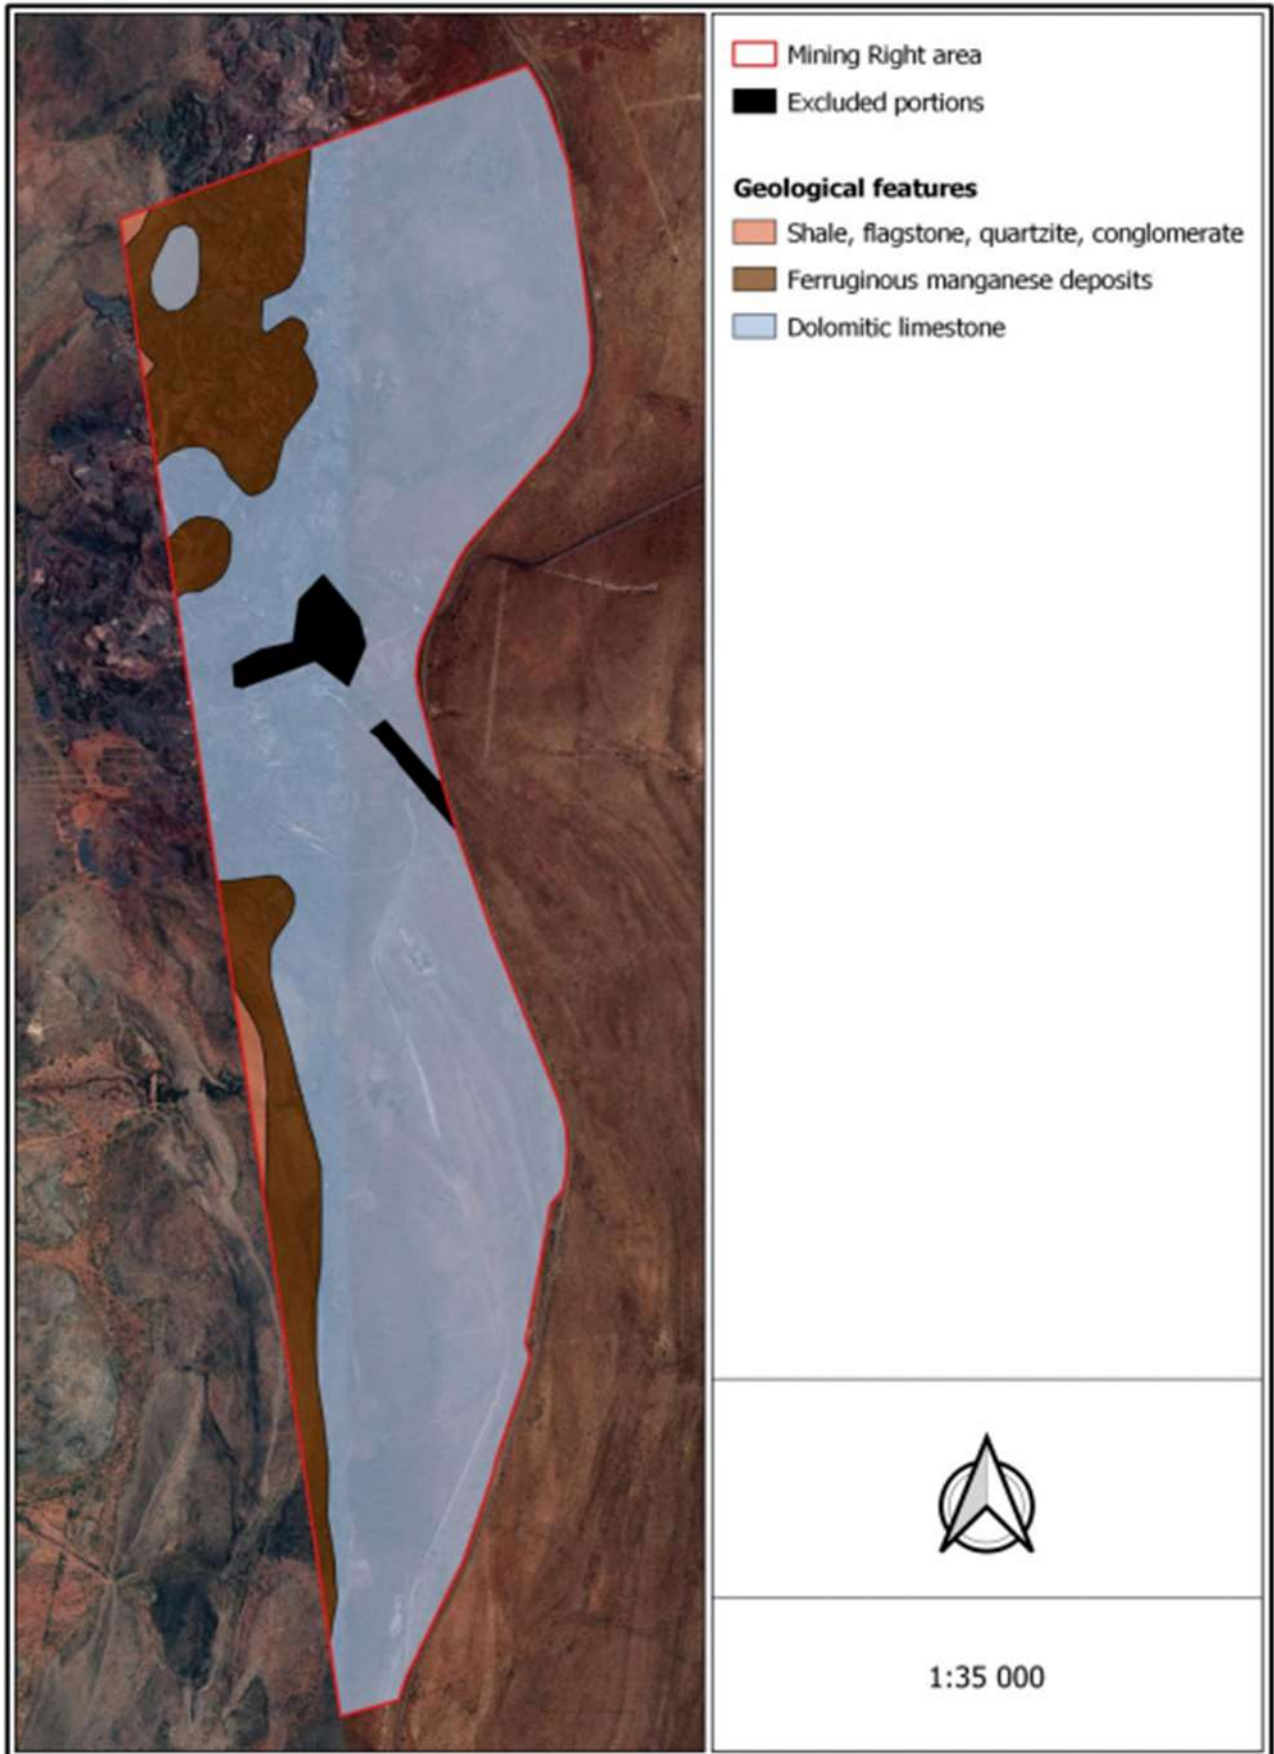 Mining Right area
Excluded portions
Geological features
Shale, flagstone, quartzite, conglomerate
Ferruginous manganese deposits
Dolomitic limestone
1:35 000